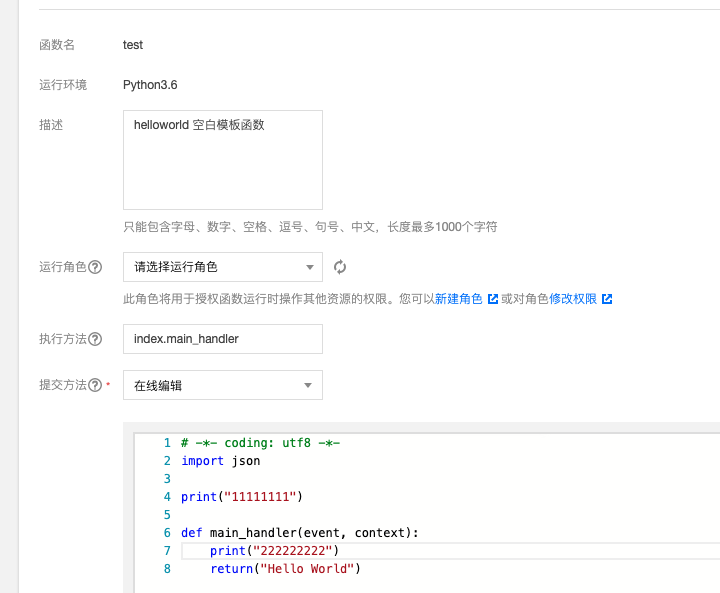 函数名 test
运行环境 Python3.6
描述 helloworld 空白模板函数
只能包含字母、数字、空格、逗号、句号、中文，长度最多1000个字符
运行角色 请选择运行角色
此角色将用于授权函数运行时操作其他资源的权限。您可以新建角色 或对角色修改权限
执行方法 index.main_handler
提交方法 * 在线编辑
1 # -*- coding: utf8 -*-
2 import json
3
4 print("11111111")
5
6 def main_handler(event, context):
7     print("222222222")
8     return("Hello World")